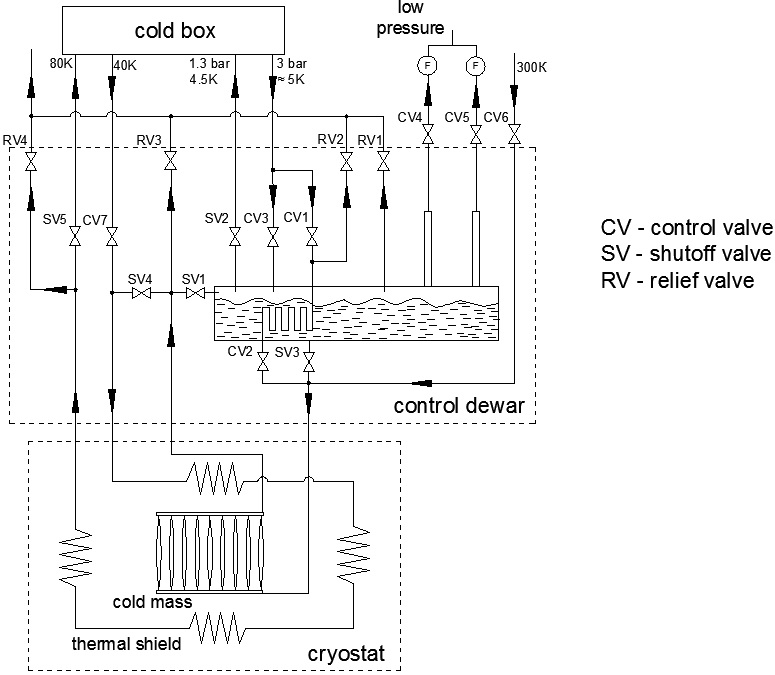 low
pressure
cold box
80K
40K
1.3 bar
4.5K
3 bar
≈ 5K
F
F
300K
CV4
CV5
CV6
RV4
RV3
RV2
RV1
SV5
CV7
SV2
CV3
CV1
SV4
SV1
CV2
SV3
control dewar
cold mass
thermal shield
cryostat
CV - control valve
SV - shutoff valve
RV - relief valve